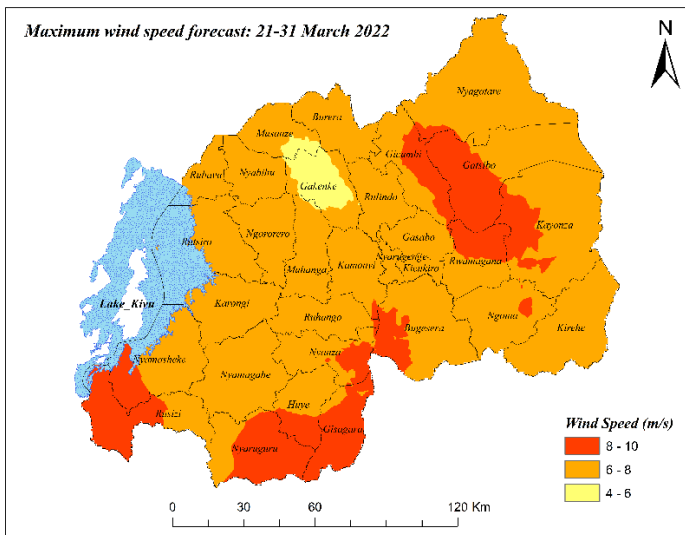 Maximum wind speed forecast: 21-31 March 2022
N
Nyagatare
Burera
Musanze
Gicumbi
Gatsibo
Rubavu
Nyabihu
Gakenke
Rulindo
Kayonza
Rutsiro
Ngororero
Gasabo
Nyarugenge
Kicukiro
Rwamagana
Muhanga
Kamonyi
Lake_Kivu
Karongi
Ruhango
Bugesera
Ngoma
Kirehe
Nyanza
Nyamasheke
Nyamagabe
Huye
Rusizi
Gisagara
Nyaruguru
Wind Speed (m/s)
8 - 10
6 - 8
4 - 6
0 30 60 120 Km